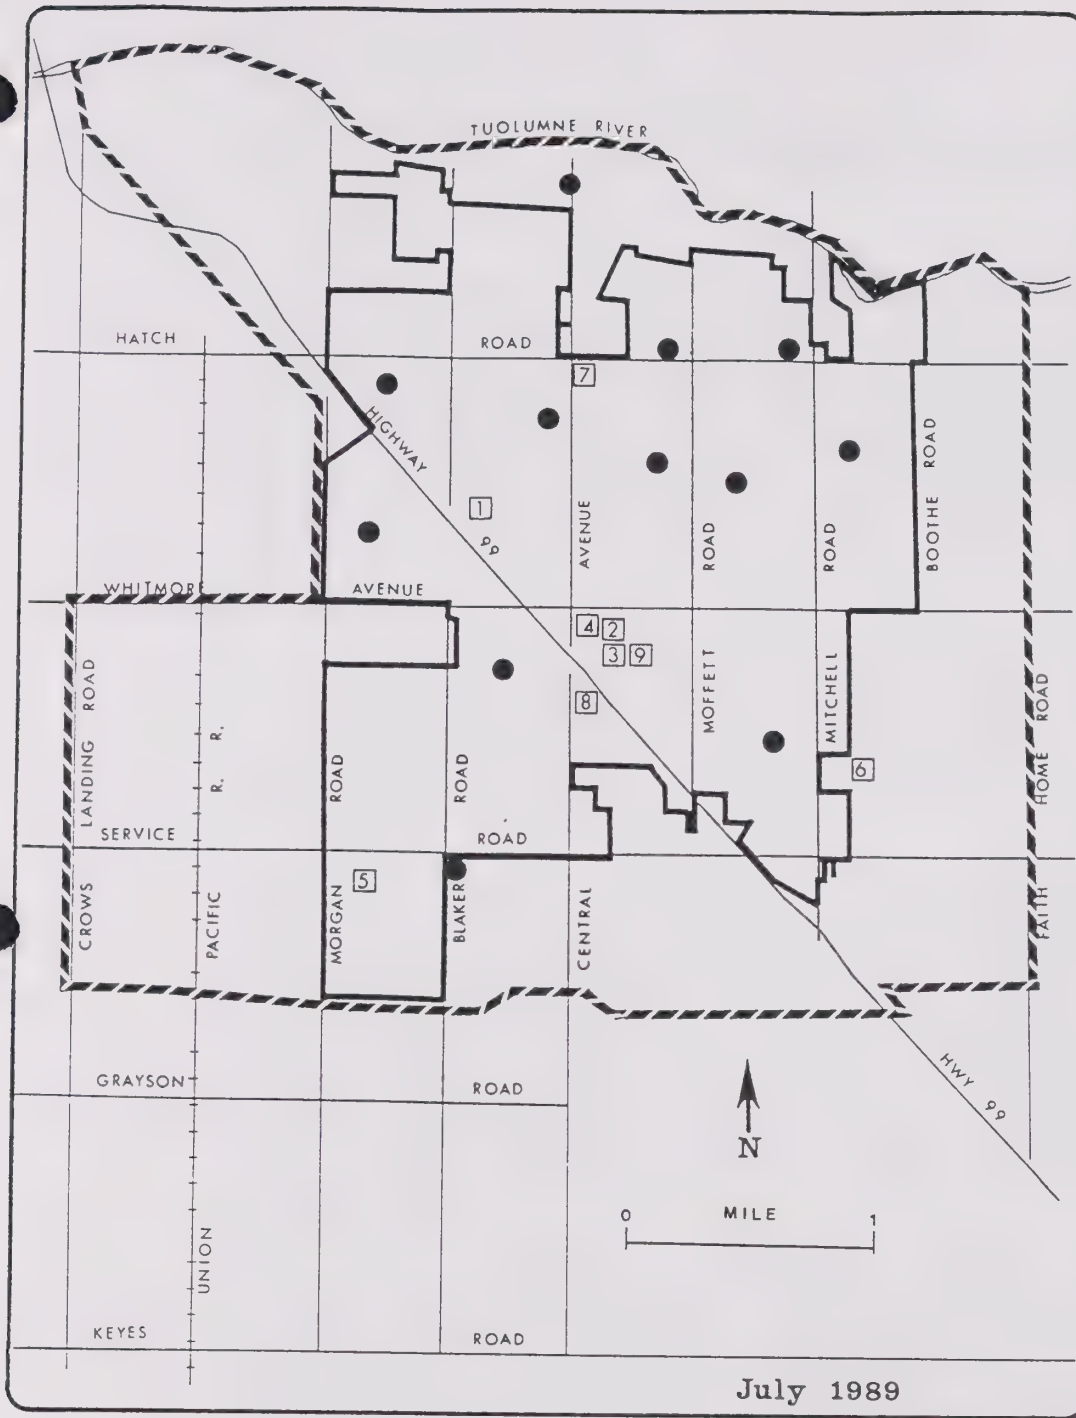 TUOLUMNE RIVER
HATCH ROAD
7
HIGHWAY 99
1
AVENUE
ROAD
ROAD
BOOTHE ROAD
WHITMORE AVENUE
4 2
3 9
8
CROWS LANDING ROAD
R. R.
ROAD
ROAD
MOFFETT
MITCHELL
6
HOME ROAD
SERVICE ROAD
5
PACIFIC
MORGAN
BLAKER
CENTRAL
FAITH
GRAYSON ROAD
HWY 99
N
0 MILE 1
UNION
KEYES ROAD
July 1989